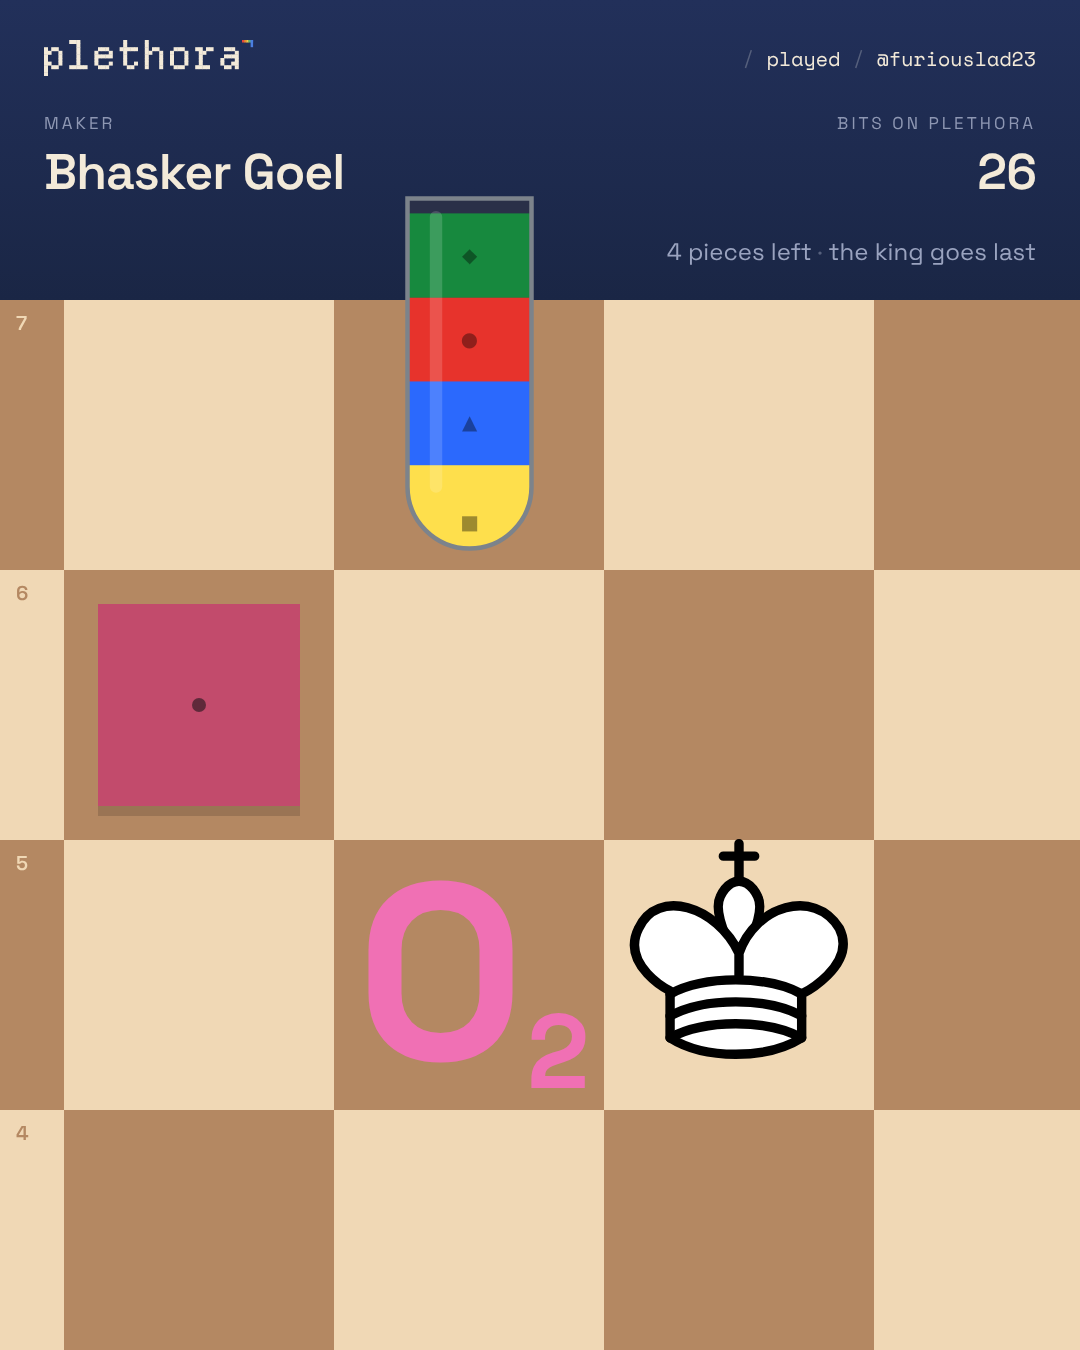 plethora
/ played / @furiouslad23
MAKER
BITS ON PLETHORA
Bhasker Goel
26
4 pieces left · the king goes last
7
6
5
O2
4